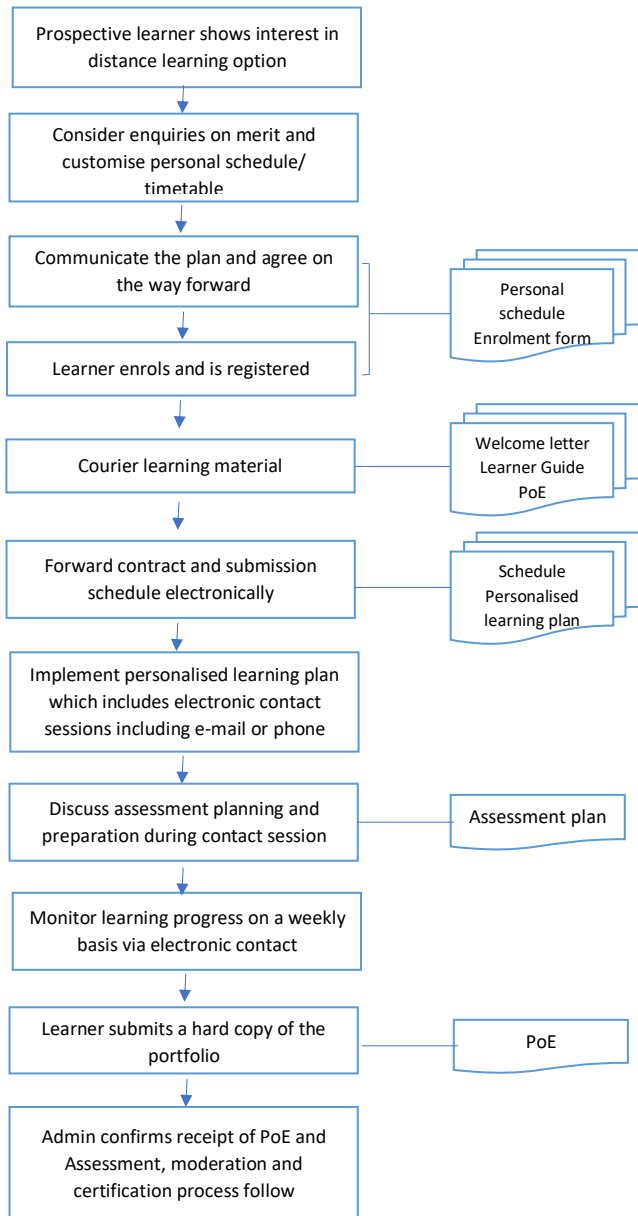 Prospective learner shows interest in
distance learning option
Consider enquiries on merit and
customise personal schedule/
timetable
Communicate the plan and agree on
the way forward
Personal
schedule
Enrolment form
Learner enrols and is registered
Courier learning material
Welcome letter
Learner Guide
PoE
Forward contract and submission
schedule electronically
Schedule
Personalised
learning plan
Implement personalised learning plan
which includes electronic contact
sessions including e-mail or phone
Discuss assessment planning and
preparation during contact session
Assessment plan
Monitor learning progress on a weekly
basis via electronic contact
Learner submits a hard copy of the
portfolio
PoE
Admin confirms receipt of PoE and
Assessment, moderation and
certification process follow